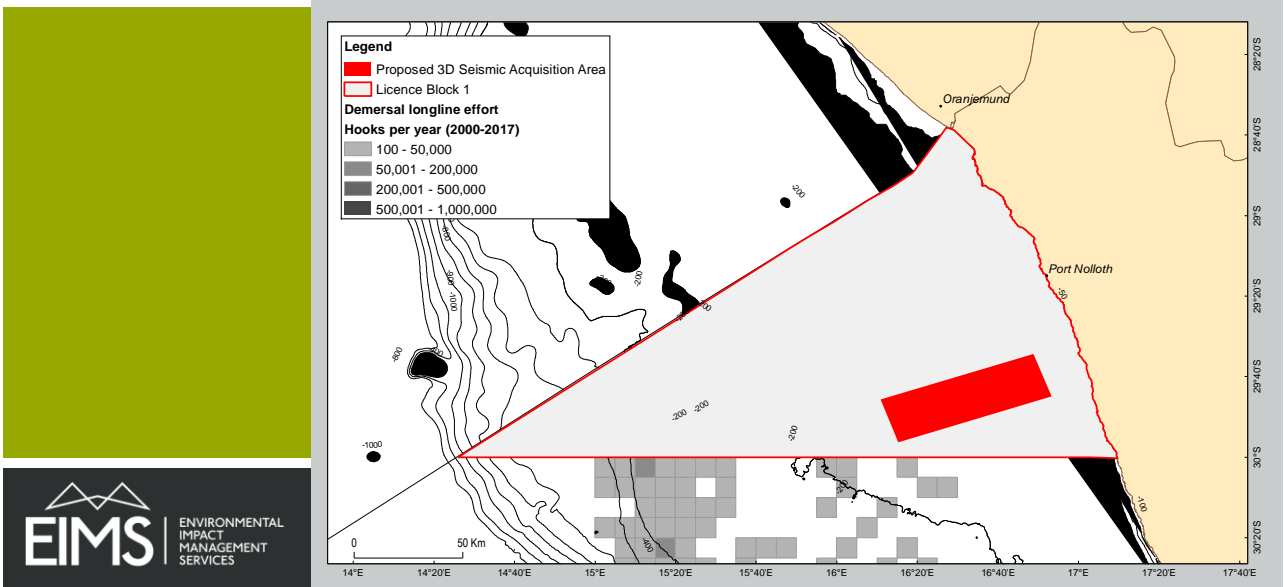 Legend
Proposed 3D Seismic Acquisition Area
Licence Block 1
Demersal longline effort
Hooks per year (2000-2017)
100 - 50,000
50,001 - 200,000
200,001 - 500,000
500,001 - 1,000,000
Oranjemund
Port Nolloth
-200
-200
-800
-1000
-800
-1000
-50
-200
-200
-200
-400
-100
0
50 Km
14°E
14°20'E
14°40'E
15°E
15°20'E
15°40'E
16°E
16°20'E
16°40'E
17°E
17°20'E
17°40'E
28°20'S
28°40'S
29°S
29°20'S
29°40'S
30°S
30°20'S
EIMS
ENVIRONMENTAL
IMPACT
MANAGEMENT
SERVICES